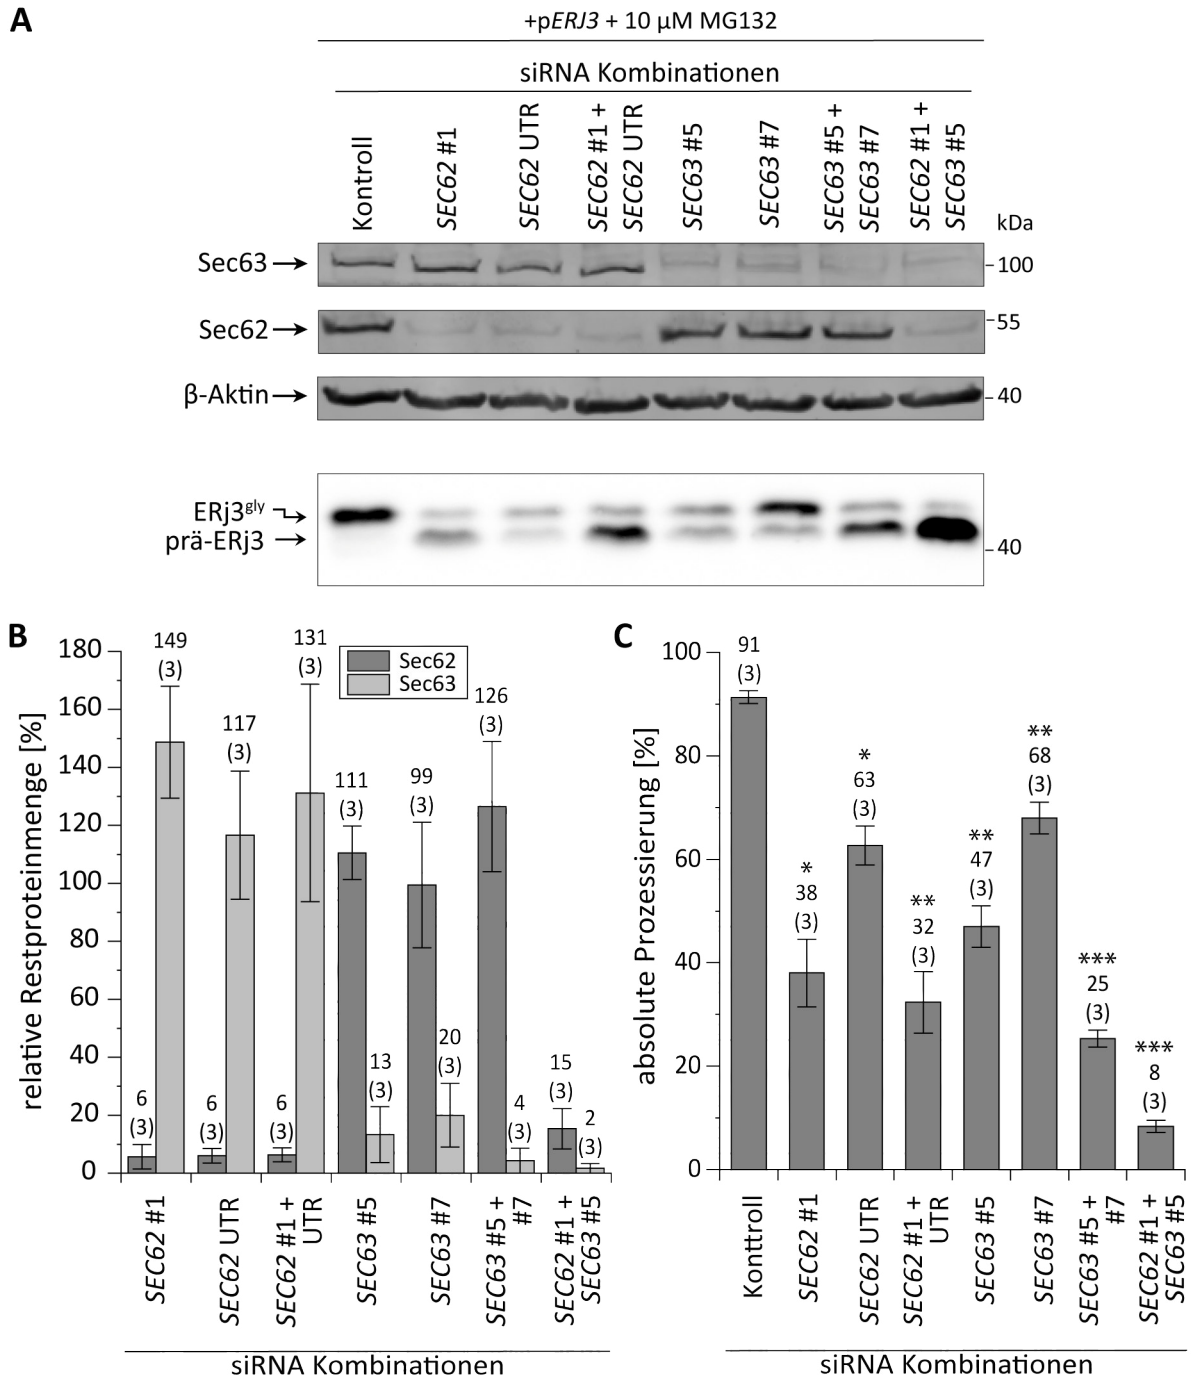 A
+pERJ3 + 10 µM MG132
siRNA Kombinationen
Kontroll
SEC62 #1
SEC62 UTR
SEC62 #1 +
SEC62 UTR
SEC63 #5
SEC63 #7
SEC63 #5 +
SEC63 #7
SEC62 #1 +
SEC63 #5
kDa
Sec63
100
Sec62
55
β-Aktin
40
ERj3gly
prä-ERj3
40
B
relative Restproteinmenge [%]
180
160
140
120
100
80
60
40
20
0
Sec62
Sec63
6
(3)
149
(3)
6
(3)
117
(3)
6
(3)
131
(3)
111
(3)
13
(3)
99
(3)
20
(3)
126
(3)
4
(3)
15
(3)
2
(3)
SEC62 #1
SEC62 UTR
SEC62 #1 +
UTR
SEC63 #5
SEC63 #7
SEC63 #5 +
#7
SEC62 #1 +
SEC63 #5
siRNA Kombinationen
C
absolute Prozessierung [%]
100
80
60
40
20
0
91
(3)
*
38
(3)
*
63
(3)
**
32
(3)
**
47
(3)
**
68
(3)
***
25
(3)
***
8
(3)
Konttroll
SEC62 #1
SEC62 UTR
SEC62 #1 +
UTR
SEC63 #5
SEC63 #7
SEC63 #5 +
#7
SEC62 #1 +
SEC63 #5
siRNA Kombinationen